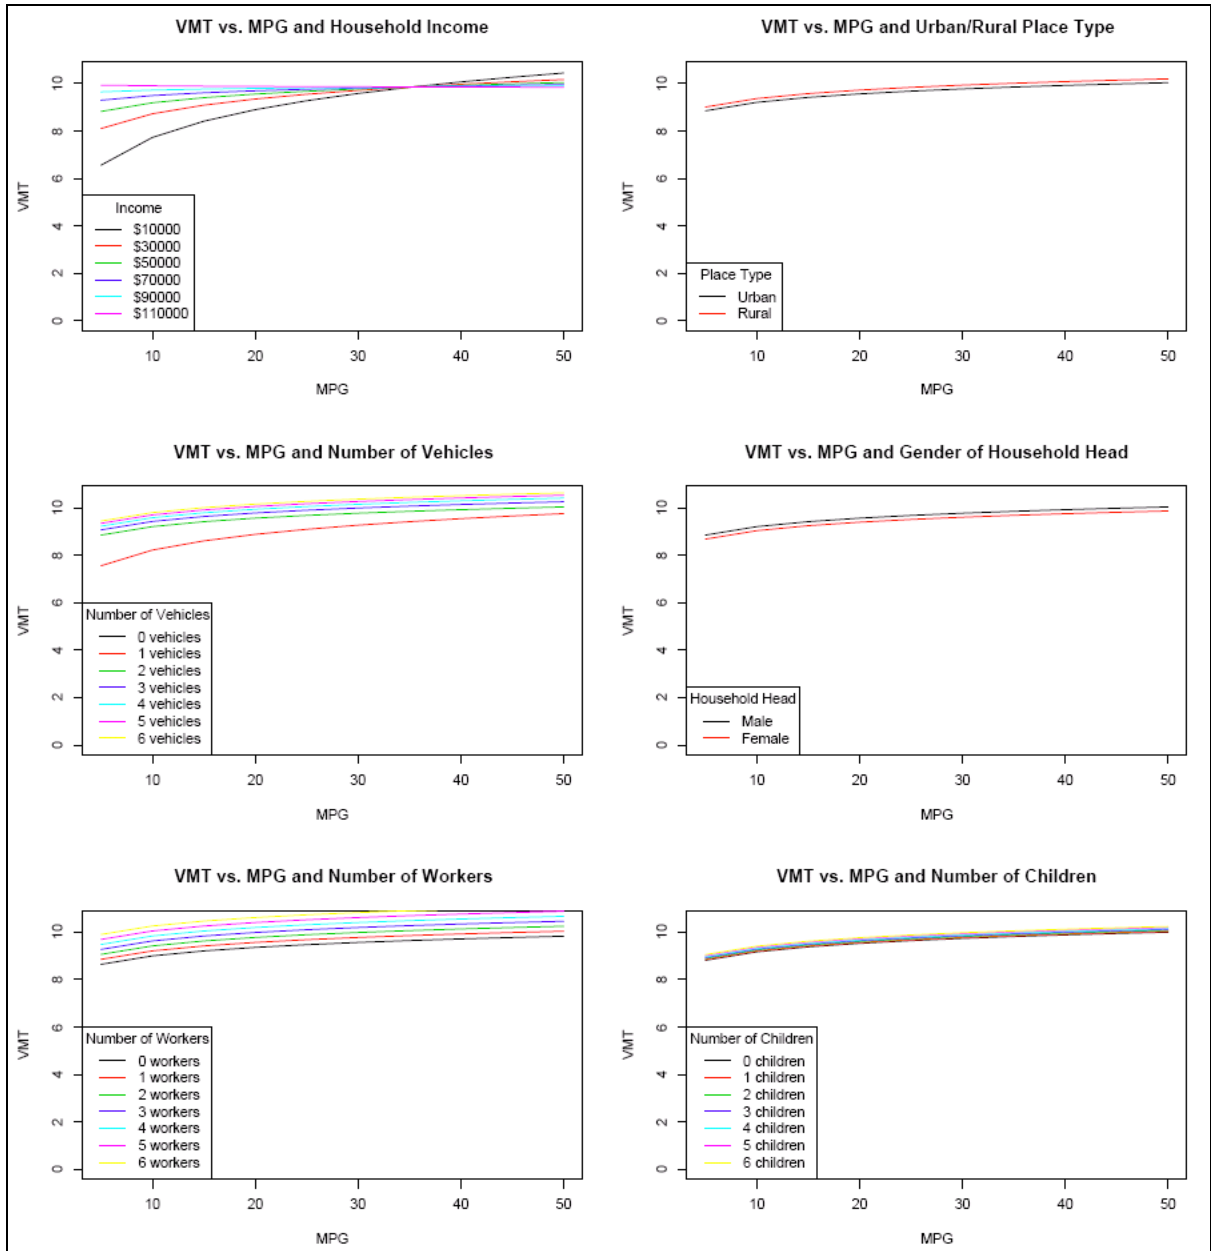 VMT vs. MPG and Household Income
VMT
10
8
6
4
2
0
Income
$10000
$30000
$50000
$70000
$90000
$110000
10 20 30 40 50
MPG
VMT vs. MPG and Urban/Rural Place Type
VMT
10
8
6
4
2
0
Place Type
Urban
Rural
10 20 30 40 50
MPG
VMT vs. MPG and Number of Vehicles
VMT
10
8
6
4
2
0
Number of Vehicles
0 vehicles
1 vehicles
2 vehicles
3 vehicles
4 vehicles
5 vehicles
6 vehicles
10 20 30 40 50
MPG
VMT vs. MPG and Gender of Household Head
VMT
10
8
6
4
2
0
Household Head
Male
Female
10 20 30 40 50
MPG
VMT vs. MPG and Number of Workers
VMT
10
8
6
4
2
0
Number of Workers
0 workers
1 workers
2 workers
3 workers
4 workers
5 workers
6 workers
10 20 30 40 50
MPG
VMT vs. MPG and Number of Children
VMT
10
8
6
4
2
0
Number of Children
0 children
1 children
2 children
3 children
4 children
5 children
6 children
10 20 30 40 50
MPG